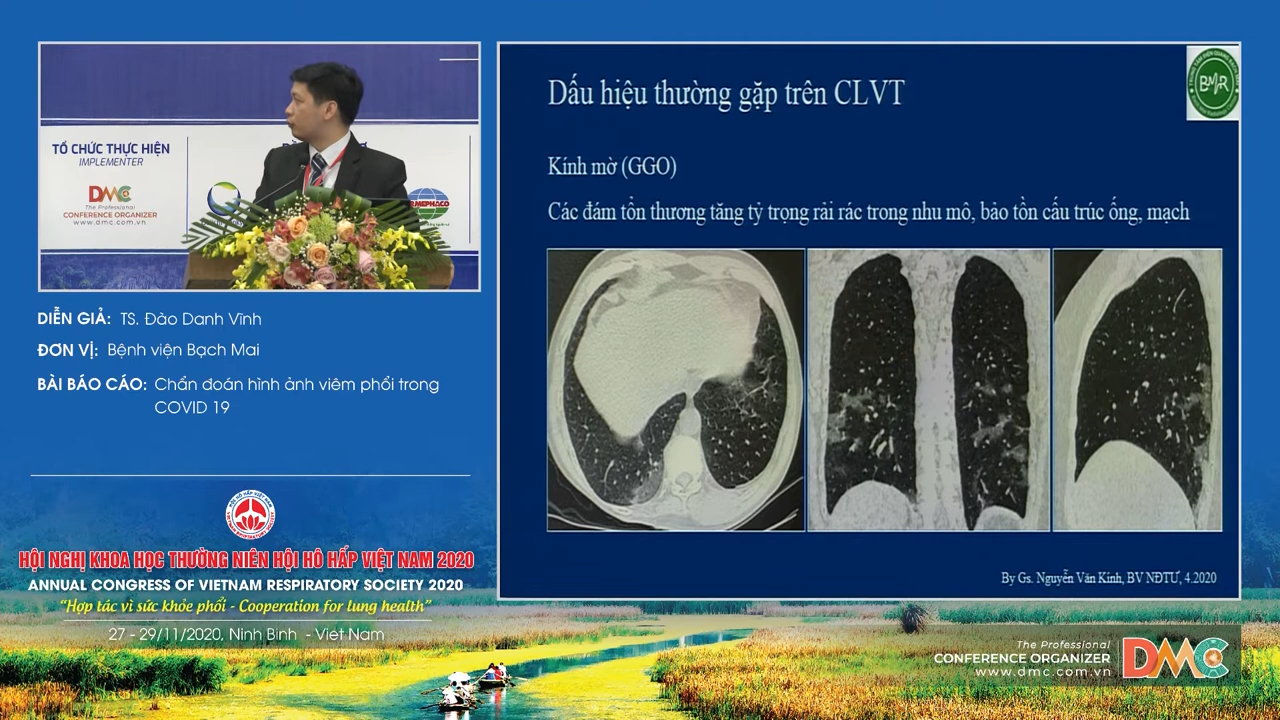 TỔ CHỨC THỰC HIỆN
IMPLEMENTER
DMC
The Professional
CONFERENCE ORGANIZER
www.dmc.com.vn
DIỄN GIẢ: TS. Đào Danh Vĩnh
ĐƠN VỊ: Bệnh viện Bạch Mai
BÀI BÁO CÁO: Chẩn đoán hình ảnh viêm phổi trong
COVID 19
HỘI HÔ HẤP VIỆT NAM
HỘI NGHỊ KHOA HỌC THƯỜNG NIÊN HỘI HÔ HẤP VIỆT NAM 2020
ANNUAL CONGRESS OF VIETNAM RESPIRATORY SOCIETY 2020
“Hợp tác vì sức khỏe phổi - Cooperation for lung health”
27 - 29/11/2020, Ninh Bình - Việt Nam
Dấu hiệu thường gặp trên CLVT
BMR
Kính mờ (GGO)
Các đám tổn thương tăng tỷ trọng rải rác trong nhu mô, bảo tồn cấu trúc ống, mạch
By Gs. Nguyễn Văn Kính, BV NĐTƯ, 4.2020
The Professional
CONFERENCE ORGANIZER
www.dmc.com.vn
DMC